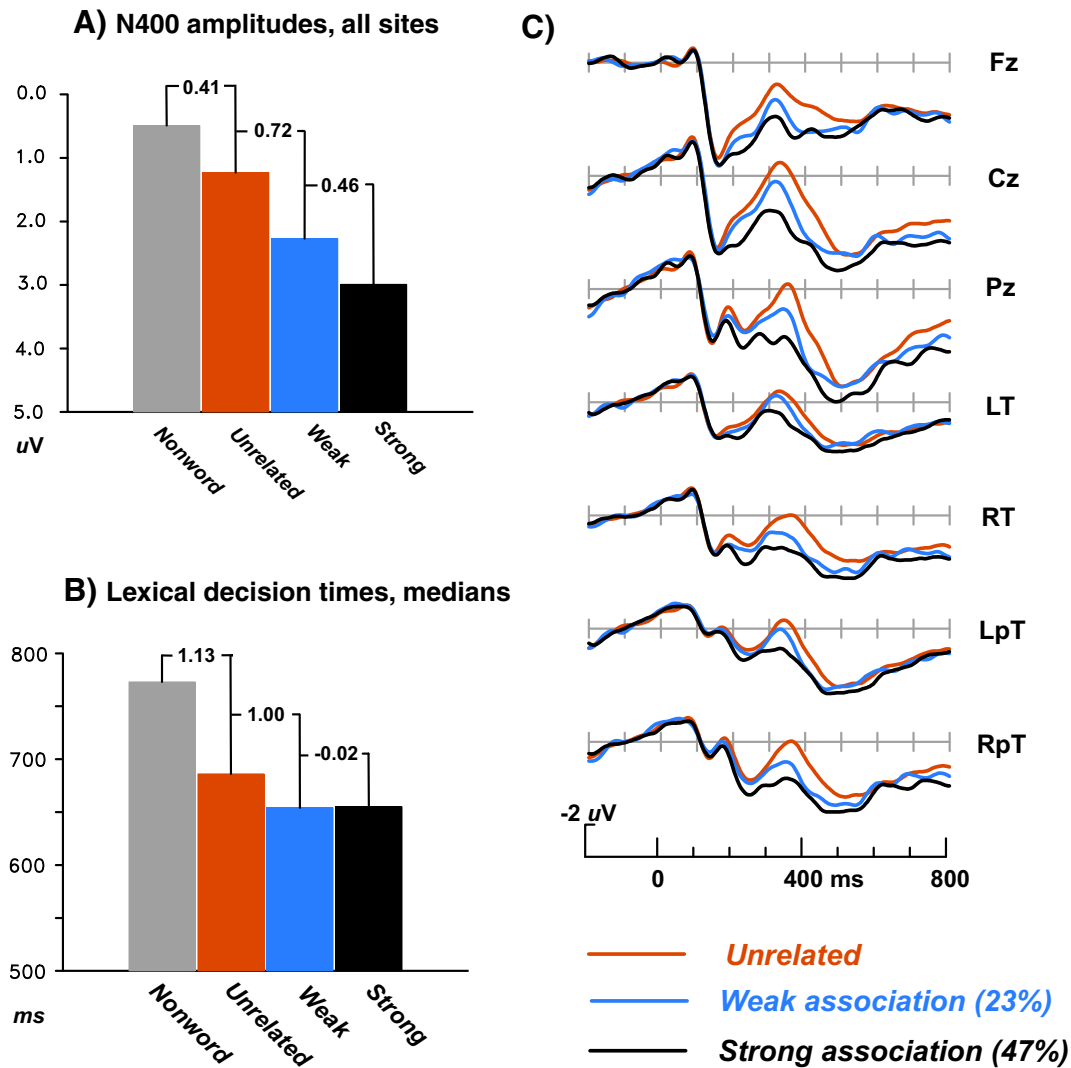 A) N400 amplitudes, all sites
0.0
1.0
2.0
3.0
4.0
5.0
uV
0.41
0.72
0.46
Nonword
Unrelated
Weak
Strong
B) Lexical decision times, medians
800
700
600
500
ms
1.13
1.00
-0.02
Nonword
Unrelated
Weak
Strong
C)
Fz
Cz
Pz
LT
RT
LpT
RpT
-2 uV
0 400 ms 800
Unrelated
Weak association (23%)
Strong association (47%)